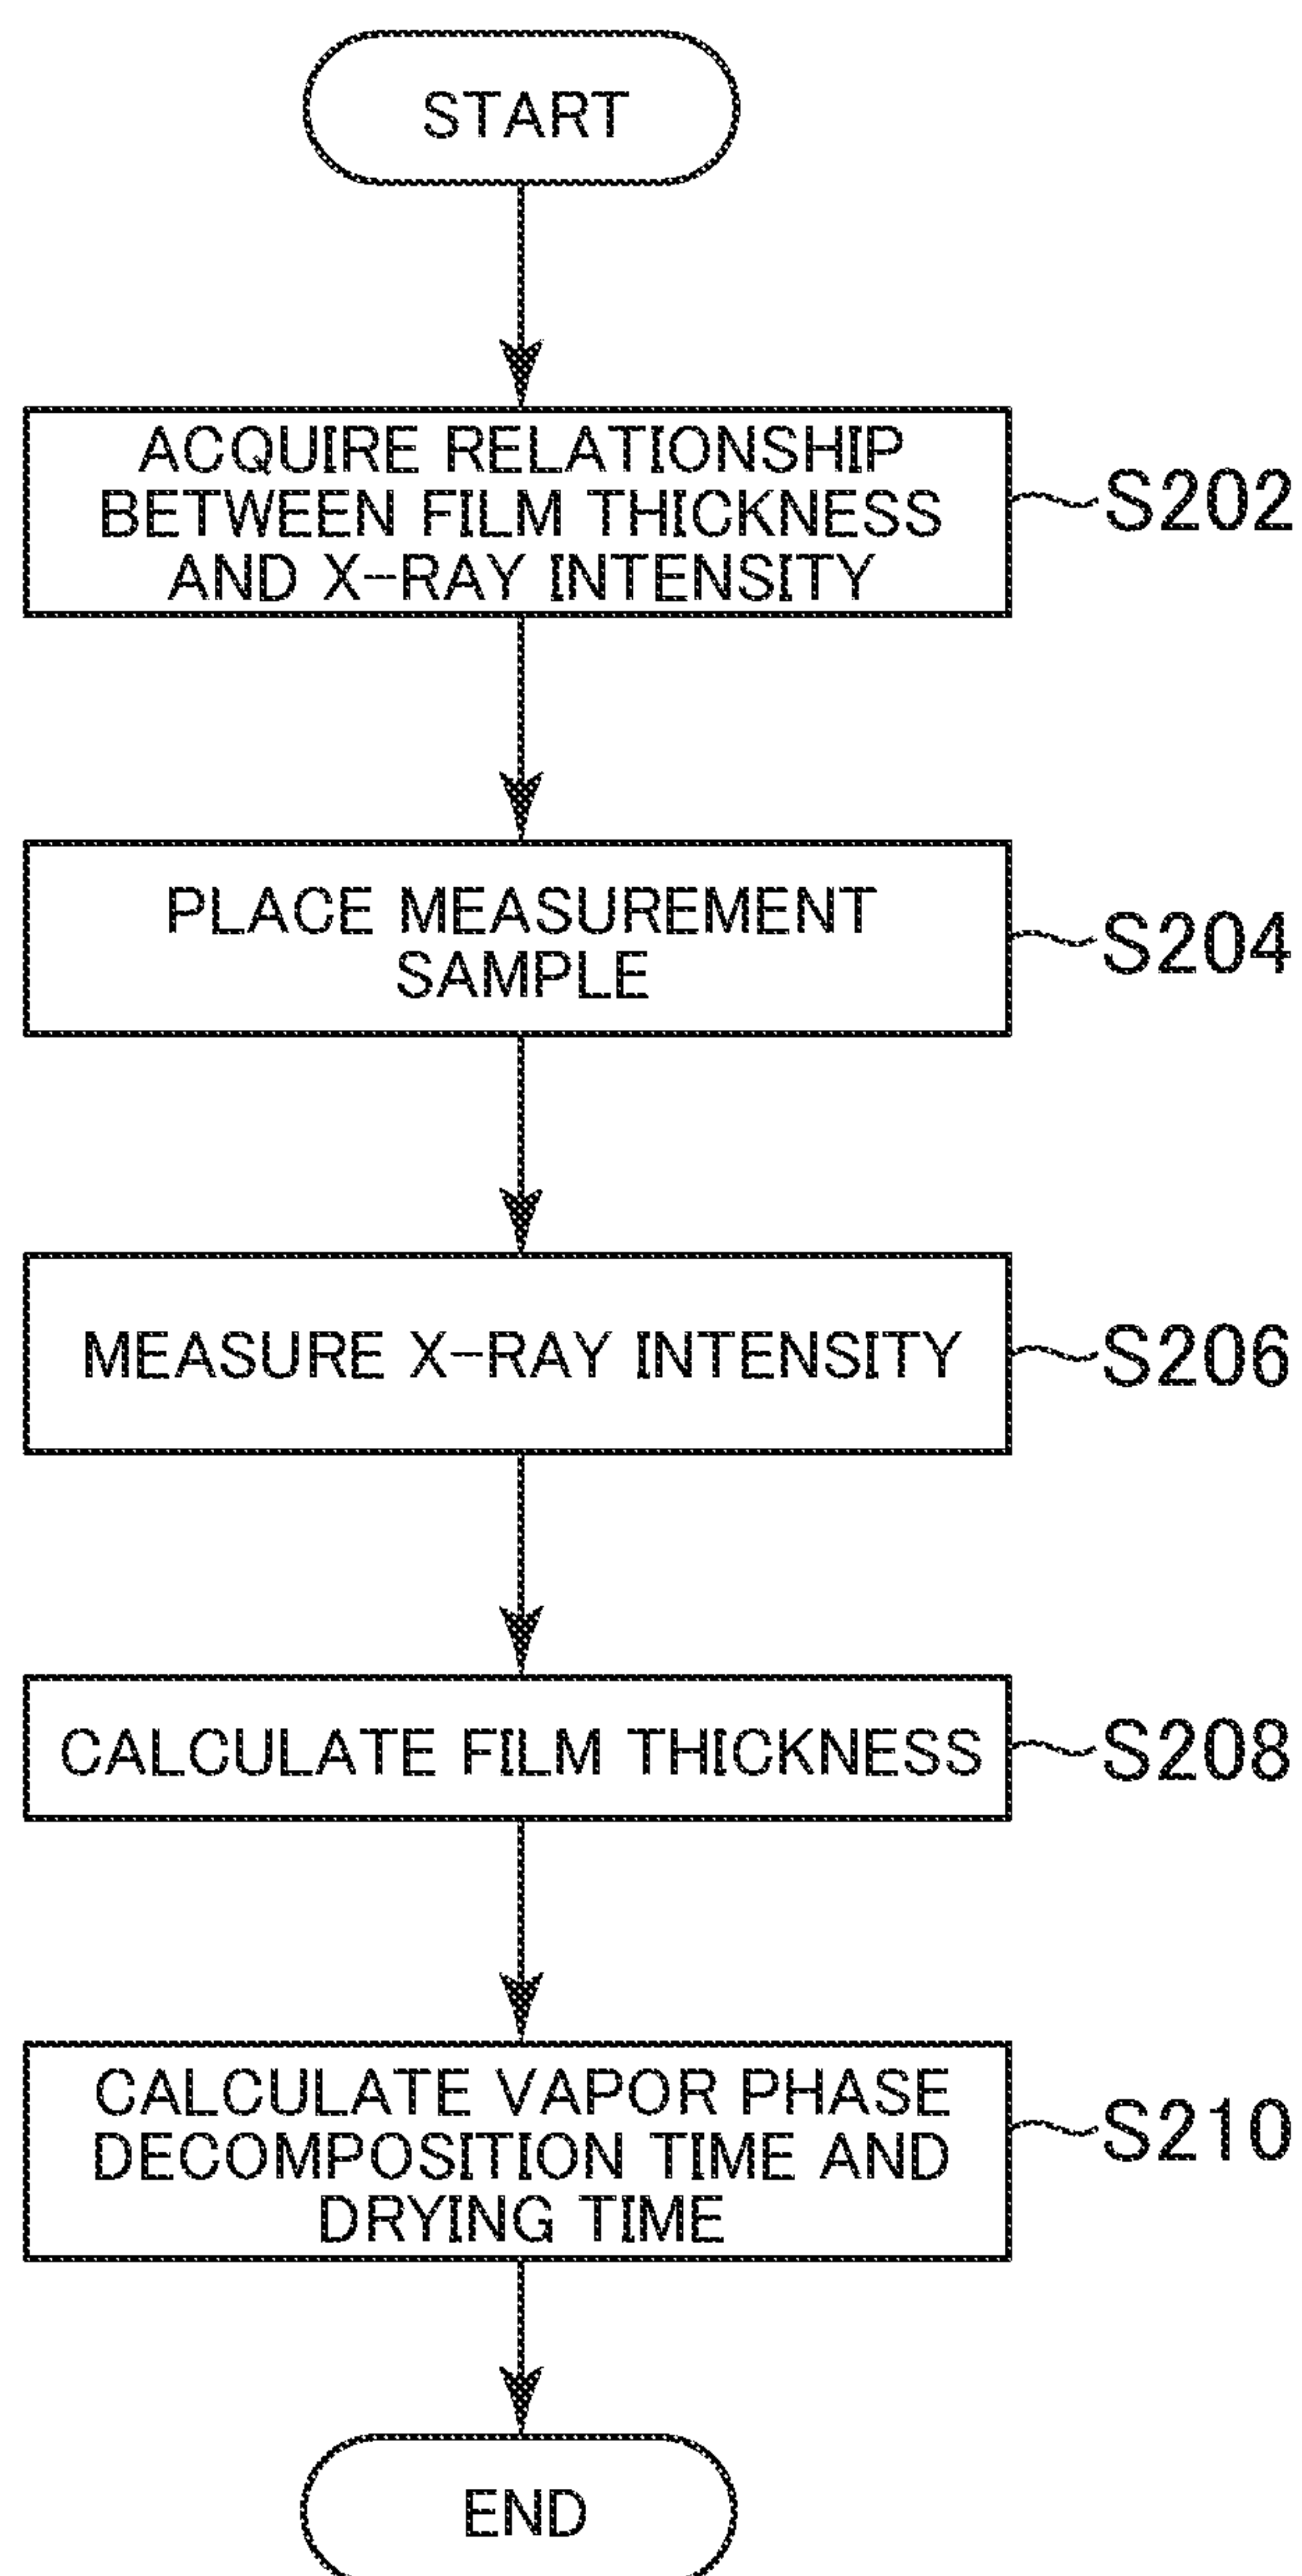 START
ACQUIRE RELATIONSHIP
BETWEEN FILM THICKNESS
AND X-RAY INTENSITY
S202
PLACE MEASUREMENT
SAMPLE
S204
MEASURE X-RAY INTENSITY
S206
CALCULATE FILM THICKNESS
S208
CALCULATE VAPOR PHASE
DECOMPOSITION TIME AND
DRYING TIME
S210
END